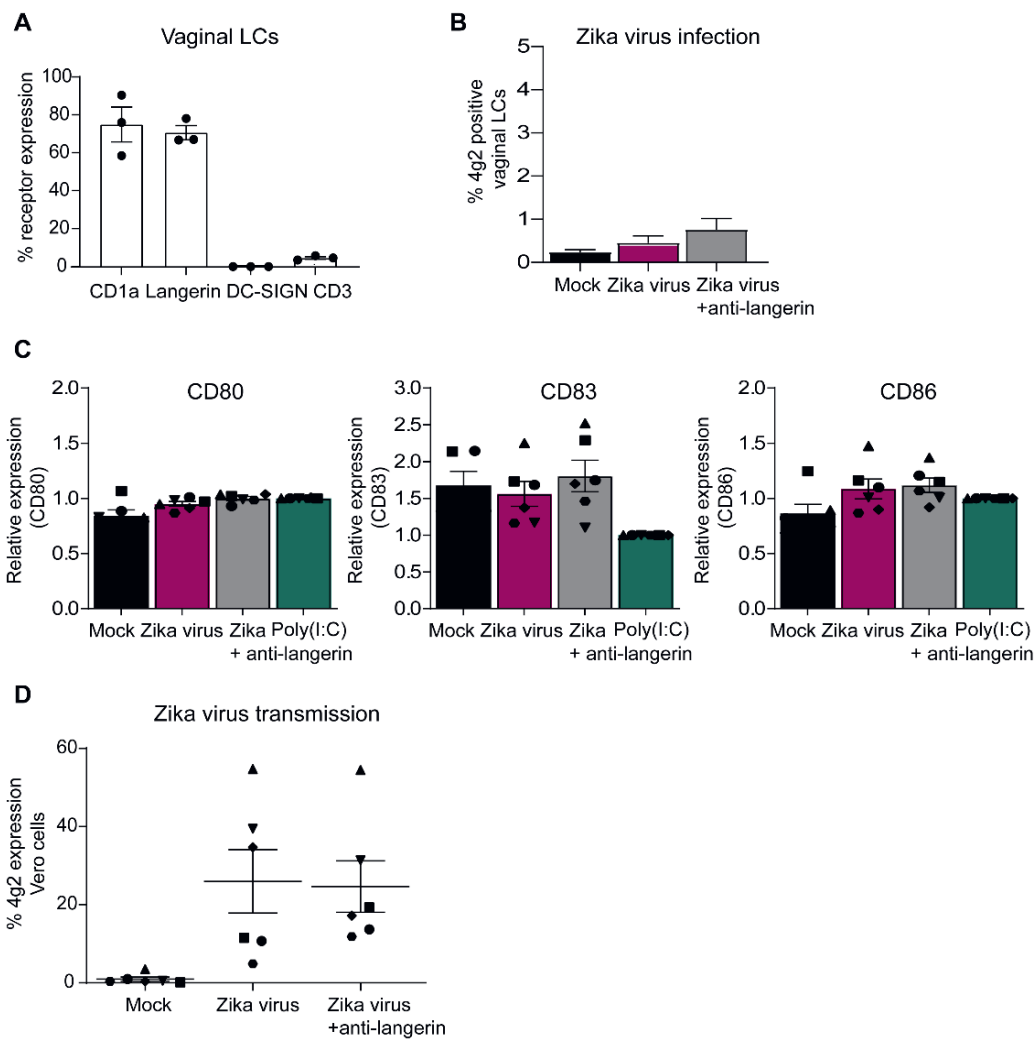 A
Vaginal LCs
% receptor expression
100
80
60
40
20
0
CD1a Langerin DC-SIGN CD3
B
Zika virus infection
% 4g2 positive
vaginal LCs
5
4
3
2
1
0
Mock Zika virus Zika virus
+anti-langerin
C
CD80
Relative expression
(CD80)
2.0
1.5
1.0
0.5
0.0
Mock Zika virus Zika Poly(I:C)
+ anti-langerin
CD83
Relative expression
(CD83)
3.0
2.5
2.0
1.5
1.0
0.5
0.0
Mock Zika virus Zika Poly(I:C)
+ anti-langerin
CD86
Relative expression
(CD86)
2.0
1.5
1.0
0.5
0.0
Mock Zika virus Zika Poly(I:C)
+ anti-langerin
D
Zika virus transmission
% 4g2 expression
Vero cells
60
40
20
0
Mock Zika virus Zika virus
+anti-langerin